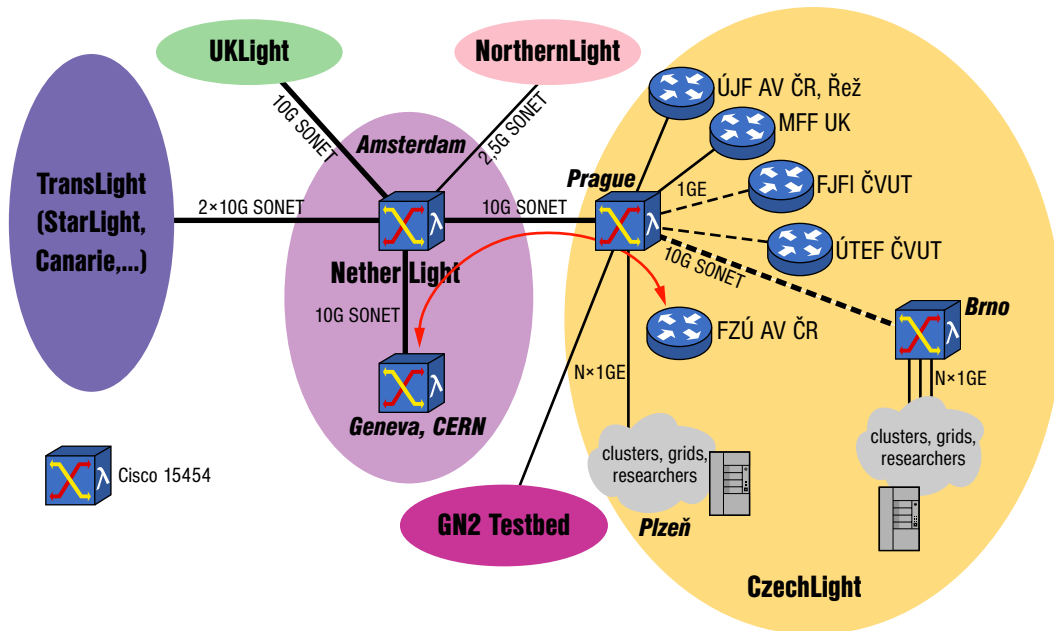 UKLight
NorthernLight
10G SONET
2,5G SONET
ÚJF AV ČR, Řež
MFF UK
Amsterdam
Prague
1GE
FJFI ČVUT
TransLight
(StarLight,
Canarie,...)
2×10G SONET
λ
10G SONET
λ
ÚTEF ČVUT
10G SONET
Nether Light
10G SONET
Brno
λ
FZÚ AV ČR
λ
N×1GE
N×1GE
Geneva, CERN
clusters, grids,
researchers
clusters, grids,
researchers
λ
Cisco 15454
GN2 Testbed
Plzeň
CzechLight